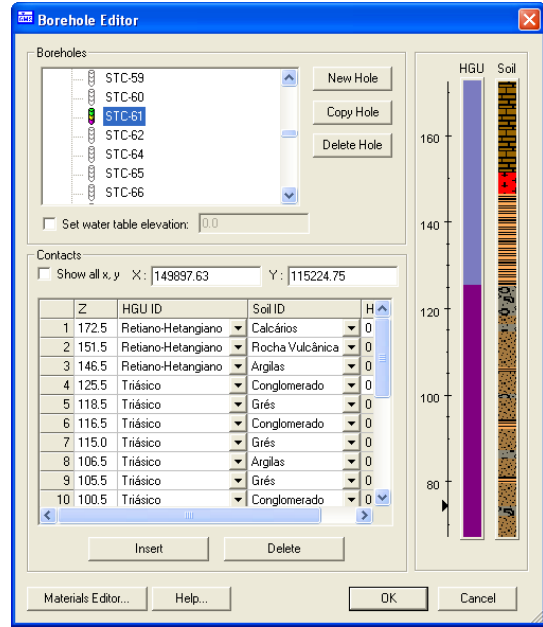 Borehole Editor
Boreholes
STC-59
STC-60
STC-61
STC-62
STC-64
STC-65
STC-66
New Hole
Copy Hole
Delete Hole
Set water table elevation: 0.0
Contacts
Show all x, y X: 149897.63 Y: 115224.75
Z HGU ID Soil ID H
1 172.5 Retiano-Hetangiano Calcários 0
2 151.5 Retiano-Hetangiano Rocha Vulcânica 0
3 146.5 Retiano-Hetangiano Argilas 0
4 125.5 Triásico Conglomerado 0
5 118.5 Triásico Grés 0
6 116.5 Triásico Conglomerado 0
7 115.0 Triásico Grés 0
8 106.5 Triásico Argilas 0
9 105.5 Triásico Grés 0
10 100.5 Triásico Conglomerado 0
Insert Delete
HGU Soil
160
140
120
100
80
Materials Editor... Help... OK Cancel